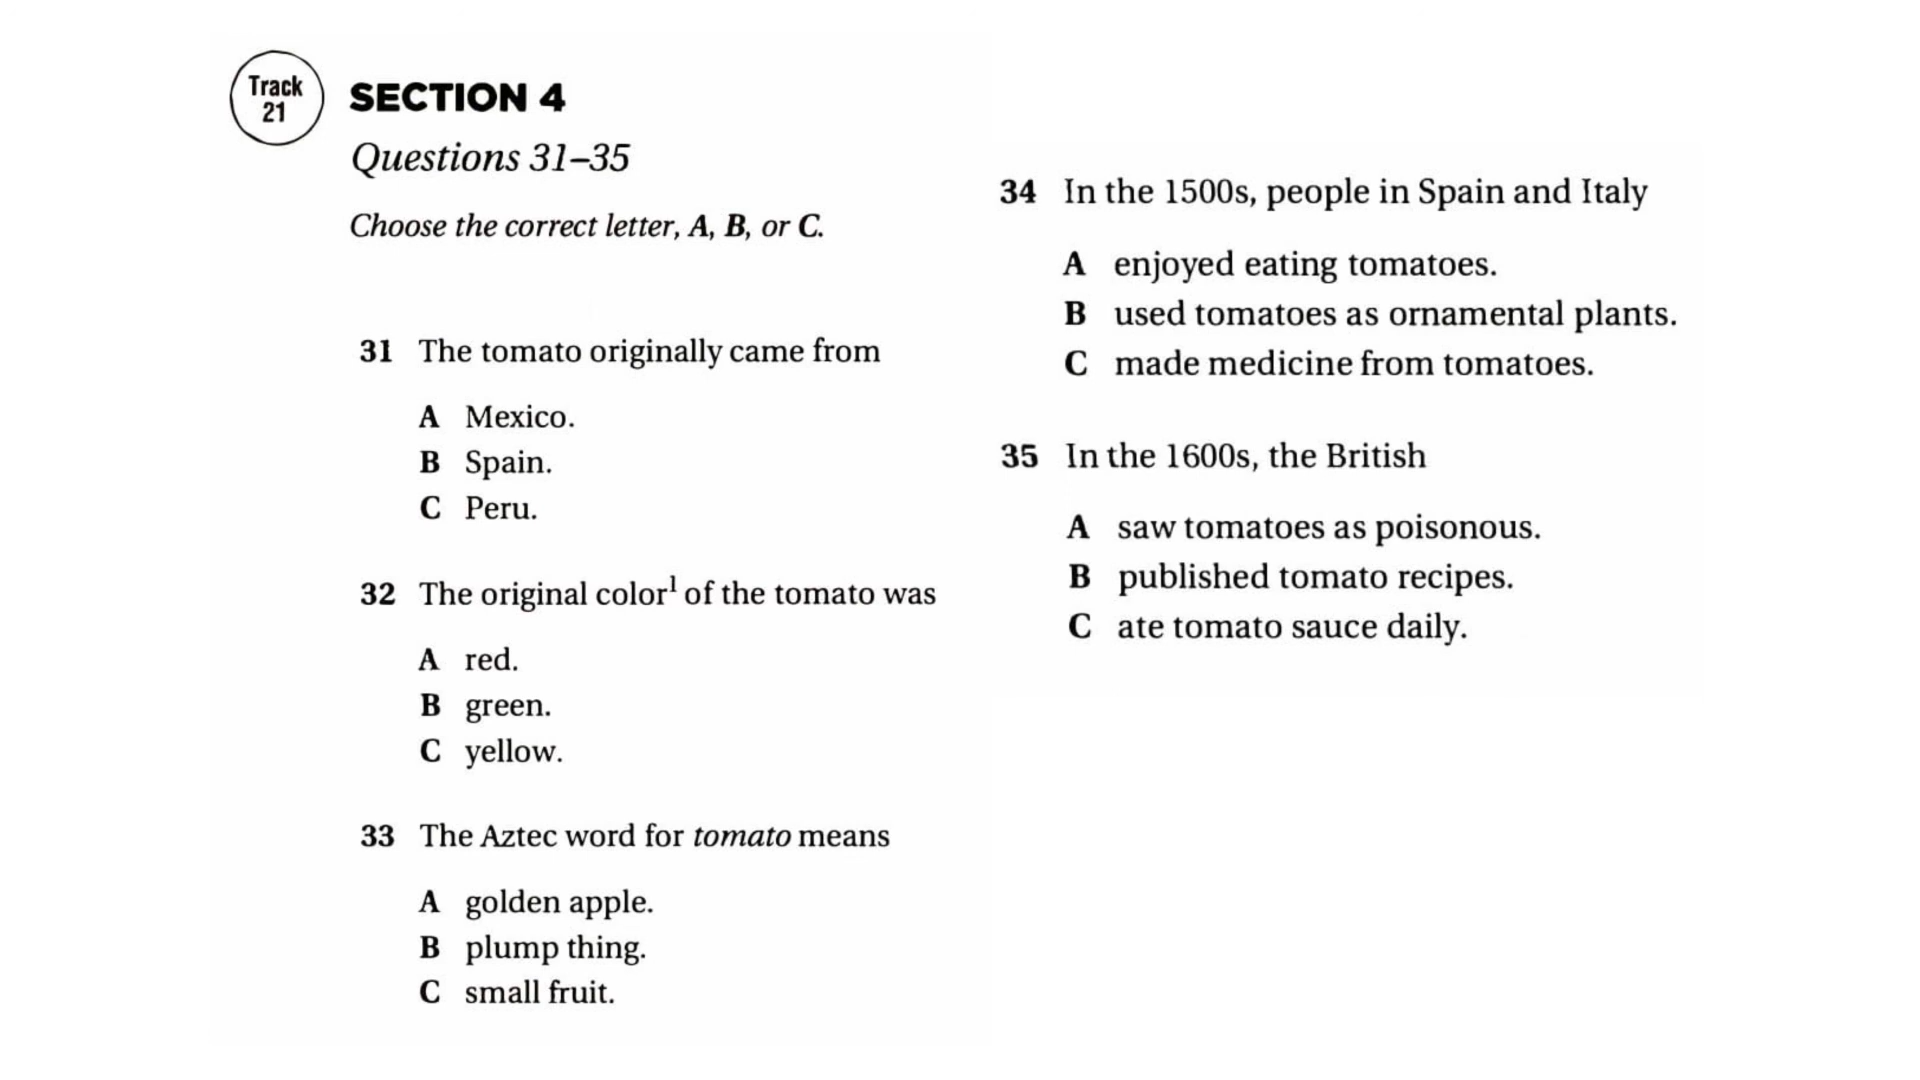 Track
21
SECTION 4
Questions 31–35
Choose the correct letter, A, B, or C.
31 The tomato originally came from
A Mexico.
B Spain.
C Peru.
32 The original color¹ of the tomato was
A red.
B green.
C yellow.
33 The Aztec word for tomato means
A golden apple.
B plump thing.
C small fruit.
34 In the 1500s, people in Spain and Italy
A enjoyed eating tomatoes.
B used tomatoes as ornamental plants.
C made medicine from tomatoes.
35 In the 1600s, the British
A saw tomatoes as poisonous.
B published tomato recipes.
C ate tomato sauce daily.